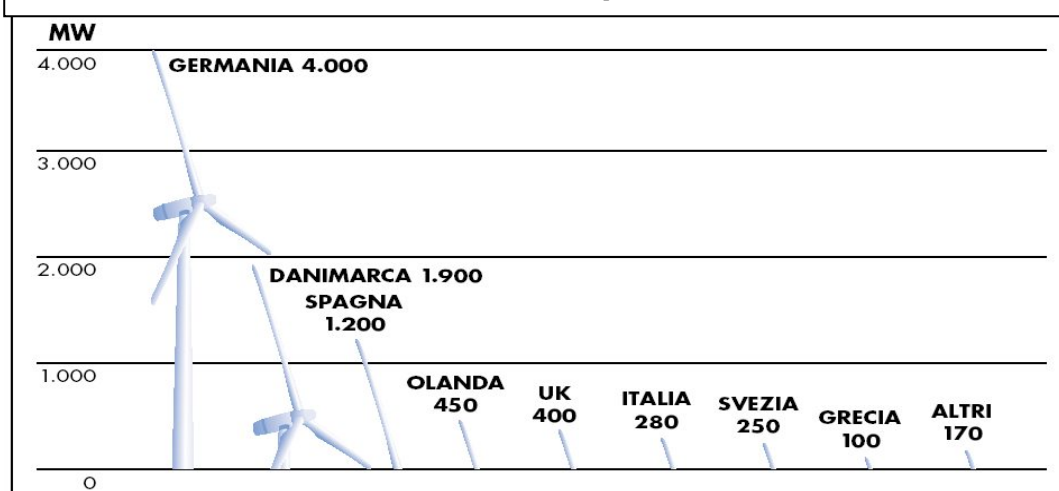 MW
4.000
GERMANIA 4.000
3.000
2.000
DANIMARCA 1.900
SPAGNA
1.200
1.000
OLANDA
450
UK
400
ITALIA
280
SVEZIA
250
GRECIA
100
ALTRI
170
0